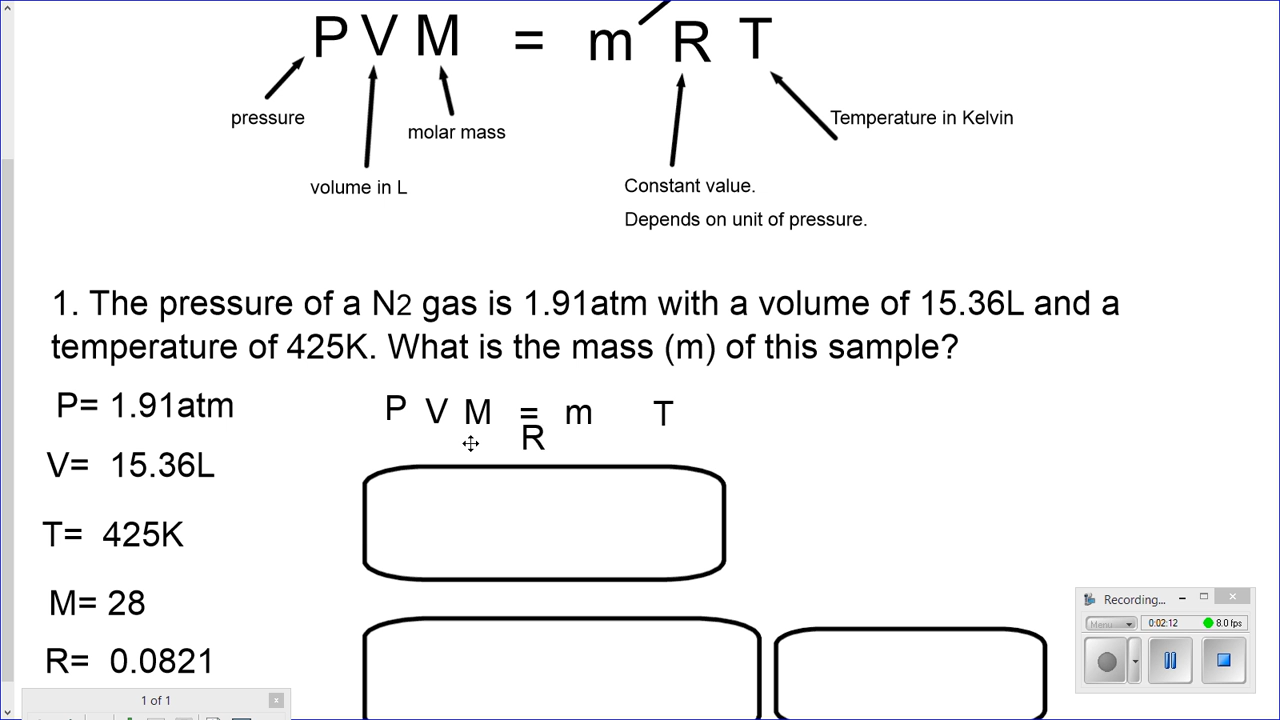 P V M = m R T
pressure
molar mass
Temperature in Kelvin
volume in L
Constant value.
Depends on unit of pressure.
1. The pressure of a N2 gas is 1.91atm with a volume of 15.36L and a
temperature of 425K. What is the mass (m) of this sample?
P= 1.91atm
P V M = m T
R
V= 15.36L
T= 425K
M= 28
R= 0.0821
Recording...
Menu
0:02:12
8.0 fps
1 of 1